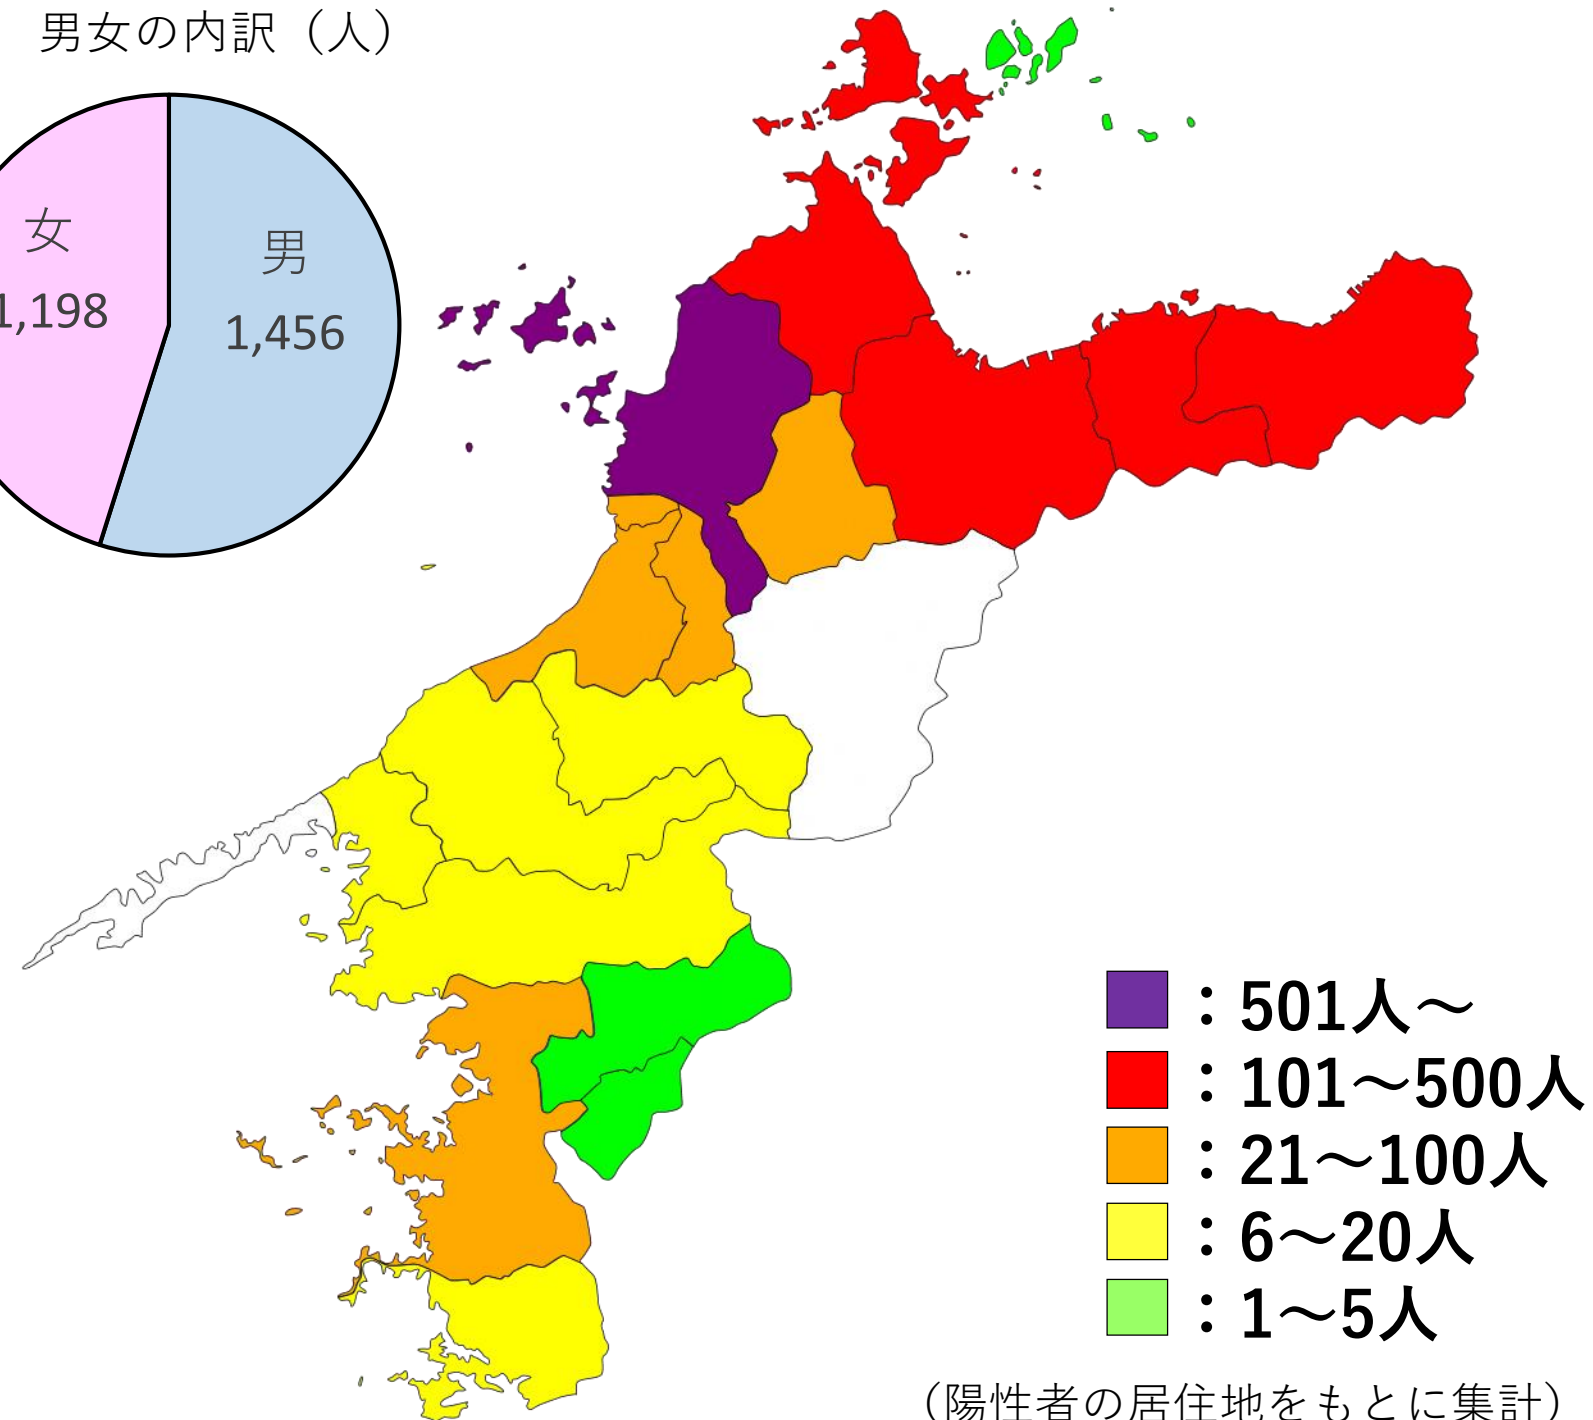 男女の内訳（人）
女
1,198
男
1,456
：501人～
：101～500人
：21～100人
：6～20人
：1～5人
（陽性者の居住地をもとに集計）